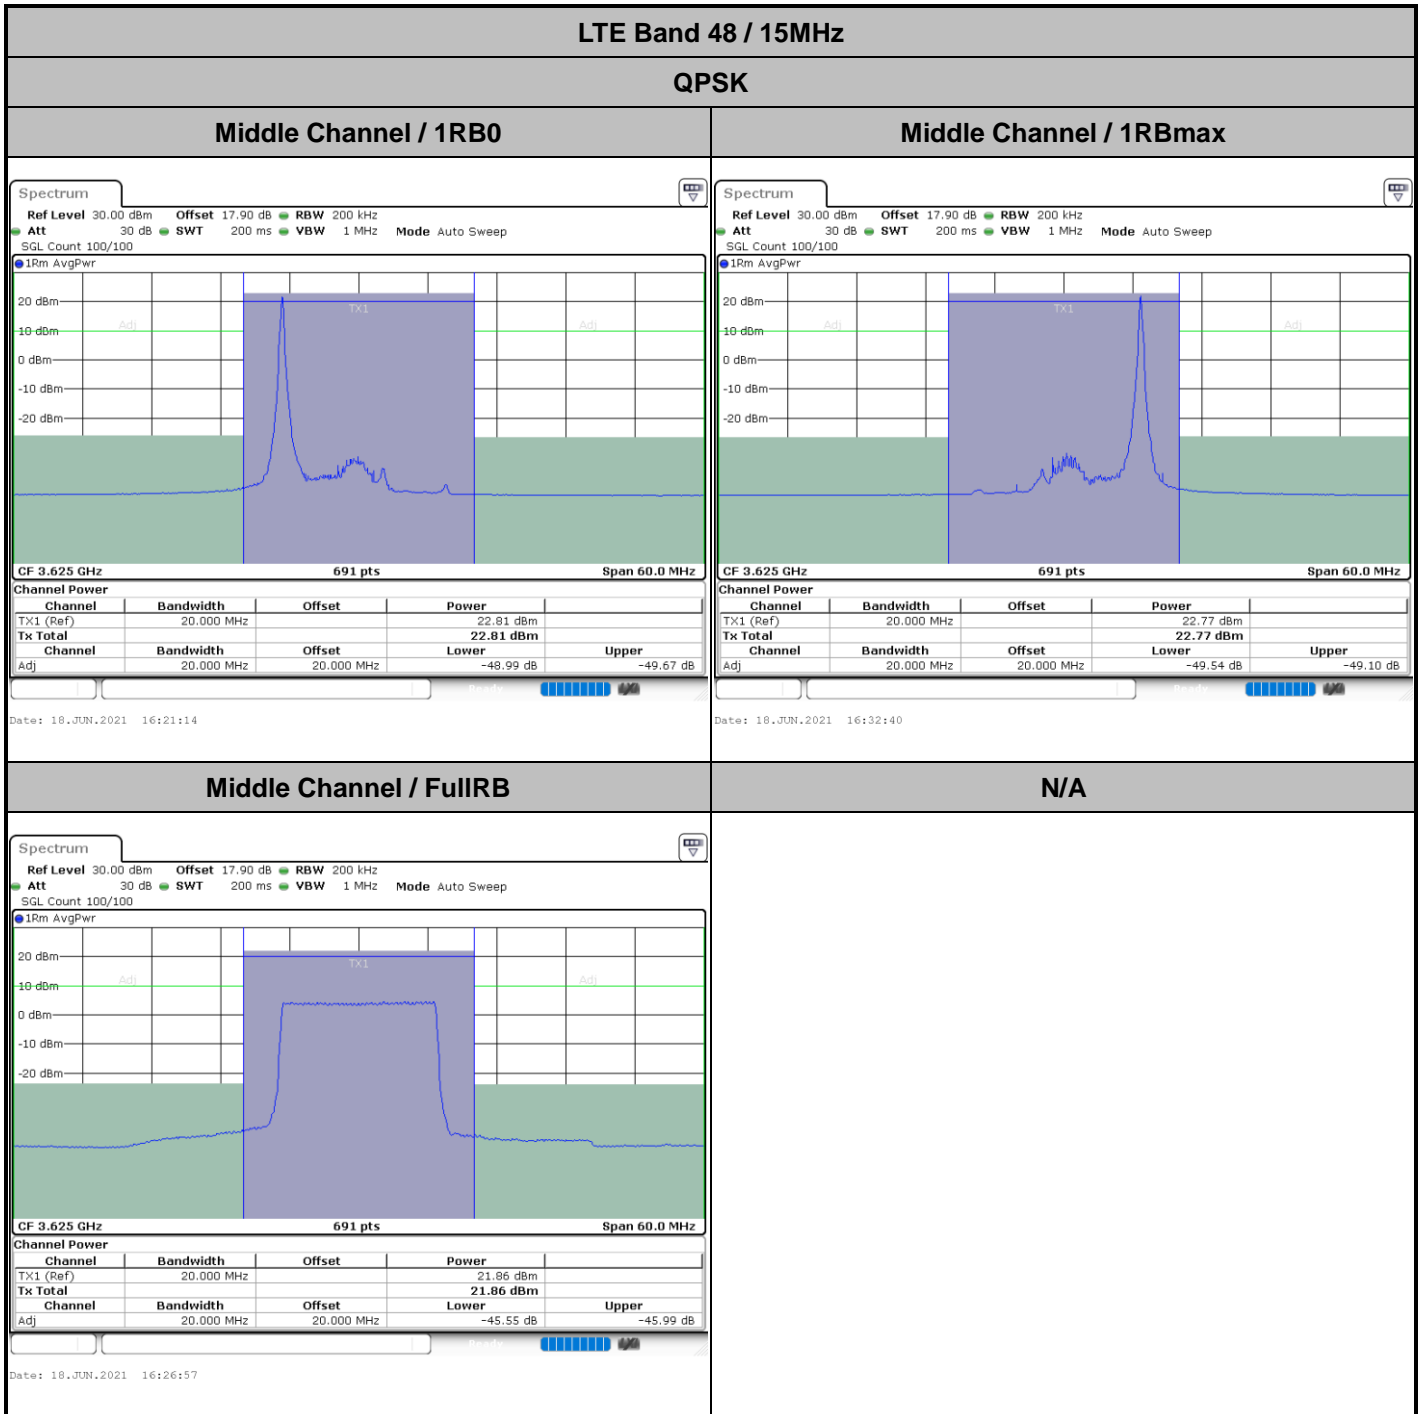 LTE Band 48 / 15MHz
QPSK
Middle Channel / 1RB0
Middle Channel / 1RBmax
Spectrum
Ref Level 30.00 dBm Offset 17.90 dB RBW 200 kHz
Att 30 dB SWT 200 ms VBW 1 MHz Mode Auto Sweep
SGL Count 100/100
1Rm AvgPwr
TX1
20 dBm
Adj Adj
10 dBm
0 dBm
-10 dBm
-20 dBm
CF 3.625 GHz 691 pts Span 60.0 MHz
Channel Power
Channel Bandwidth Offset Power
TX1 (Ref) 20.000 MHz 22.81 dBm
Tx Total 22.81 dBm
Channel Bandwidth Offset Lower Upper
Adj 20.000 MHz 20.000 MHz -48.99 dB -49.67 dB
Ready
Date: 18.JUN.2021 16:21:14
Spectrum
Ref Level 30.00 dBm Offset 17.90 dB RBW 200 kHz
Att 30 dB SWT 200 ms VBW 1 MHz Mode Auto Sweep
SGL Count 100/100
1Rm AvgPwr
TX1
20 dBm
Adj Adj
10 dBm
0 dBm
-10 dBm
-20 dBm
CF 3.625 GHz 691 pts Span 60.0 MHz
Channel Power
Channel Bandwidth Offset Power
TX1 (Ref) 20.000 MHz 22.77 dBm
Tx Total 22.77 dBm
Channel Bandwidth Offset Lower Upper
Adj 20.000 MHz 20.000 MHz -49.54 dB -49.10 dB
Ready
Date: 18.JUN.2021 16:32:40
Middle Channel / FullRB
N/A
Spectrum
Ref Level 30.00 dBm Offset 17.90 dB RBW 200 kHz
Att 30 dB SWT 200 ms VBW 1 MHz Mode Auto Sweep
SGL Count 100/100
1Rm AvgPwr
20 dBm
TX1
Adj Adj
10 dBm
0 dBm
-10 dBm
-20 dBm
CF 3.625 GHz 691 pts Span 60.0 MHz
Channel Power
Channel Bandwidth Offset Power
TX1 (Ref) 20.000 MHz 21.86 dBm
Tx Total 21.86 dBm
Channel Bandwidth Offset Lower Upper
Adj 20.000 MHz 20.000 MHz -45.55 dB -45.99 dB
Ready
Date: 18.JUN.2021 16:26:57